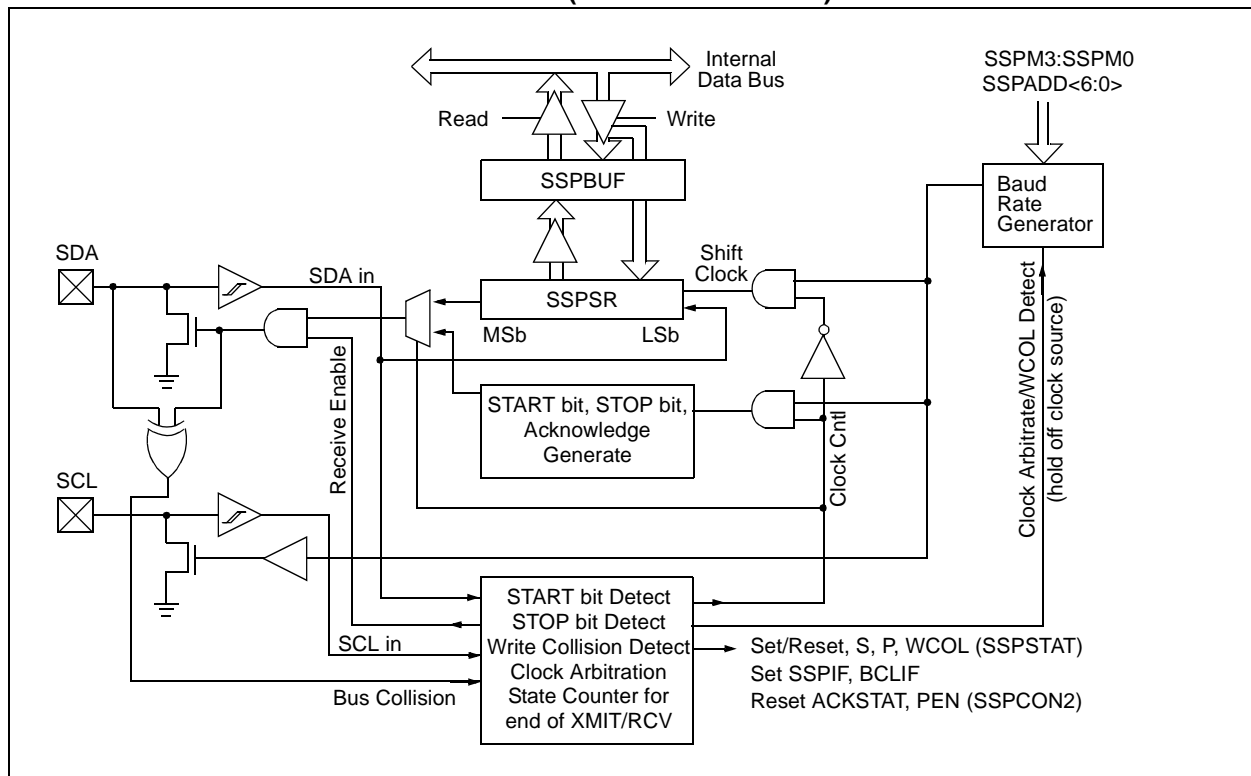 Internal
Data Bus
SSPM3:SSPM0
SSPADD<6:0>
Read
Write
SSPBUF
Baud
Rate
Generator
SDA
SDA in
Shift
Clock
SSPSR
MSb
LSb
Receive Enable
START bit, STOP bit,
Acknowledge
Generate
Clock Cntl
Clock Arbitrate/WCOL Detect
(hold off clock source)
SCL
SCL in
Bus Collision
START bit Detect
STOP bit Detect
Write Collision Detect
Clock Arbitration
State Counter for
end of XMIT/RCV
Set/Reset, S, P, WCOL (SSPSTAT)
Set SSPIF, BCLIF
Reset ACKSTAT, PEN (SSPCON2)